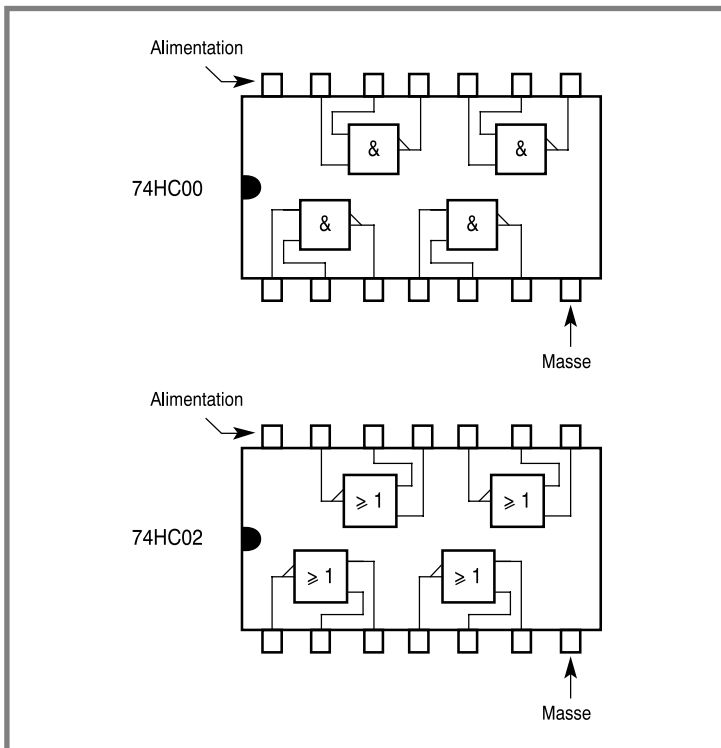 Alimentation
& &
74HC00
& &
Masse
Alimentation
⩾ 1 ⩾ 1
74HC02
⩾ 1 ⩾ 1
Masse